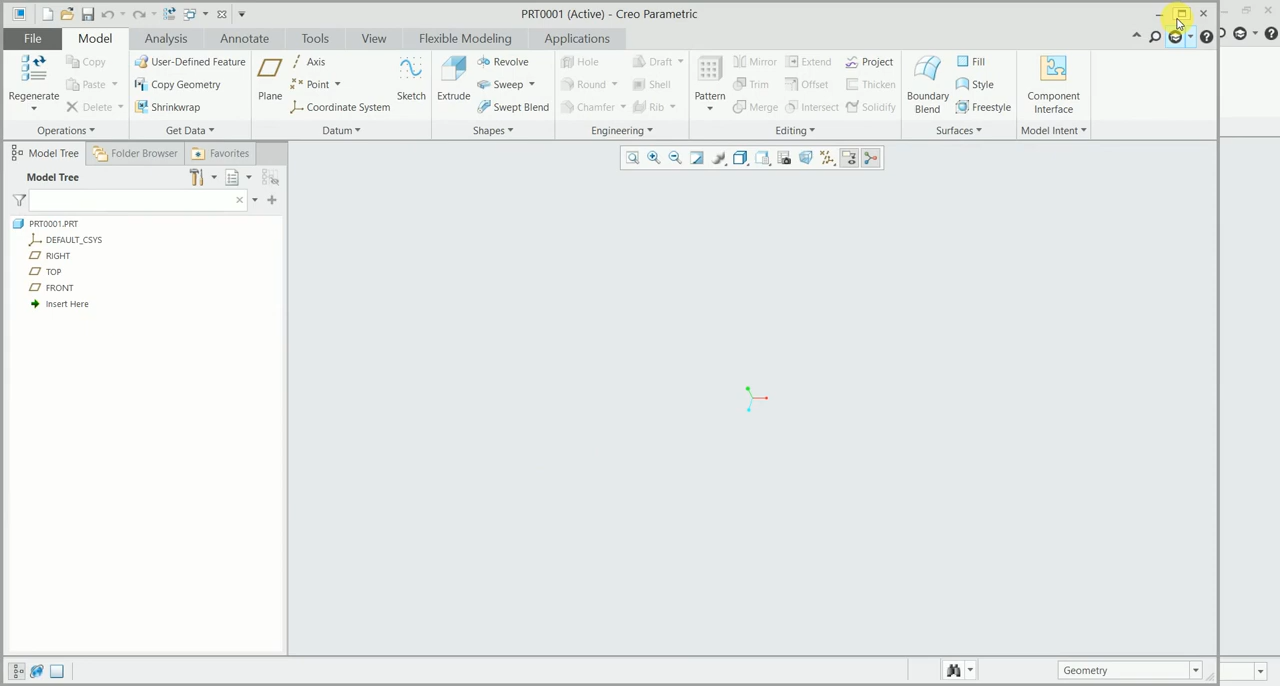 PRT0001 (Active) - Creo Parametric
File Model Analysis Annotate Tools View Flexible Modeling Applications
Regenerate
Copy
Paste
Delete
Operations
User-Defined Feature
Copy Geometry
Shrinkwrap
Get Data
Plane
Axis
Point
Coordinate System
Sketch
Datum
Extrude
Revolve
Sweep
Swept Blend
Shapes
Hole
Round
Chamfer
Draft
Shell
Rib
Engineering
Pattern
Mirror
Trim
Merge
Extend
Offset
Intersect
Project
Thicken
Solidify
Editing
Boundary
Blend
Fill
Style
Freestyle
Surfaces
Component
Interface
Model Intent
Model Tree Folder Browser Favorites
Model Tree
PRT0001.PRT
DEFAULT_CSYS
RIGHT
TOP
FRONT
Insert Here
Geometry